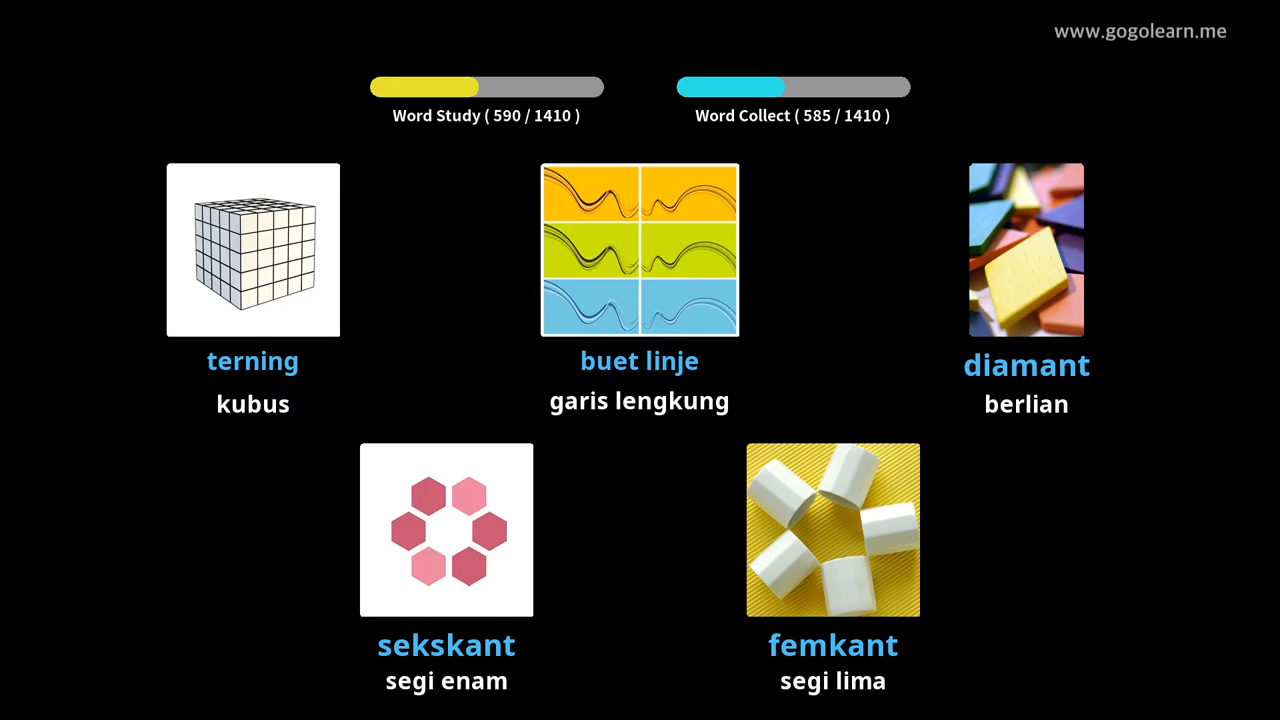 www.gogolearn.me
Word Study ( 590 / 1410 )
Word Collect ( 585 / 1410 )
terning
buet linje
diamant
kubus
garis lengkung
berlian
sekskant
femkant
segi enam
segi lima